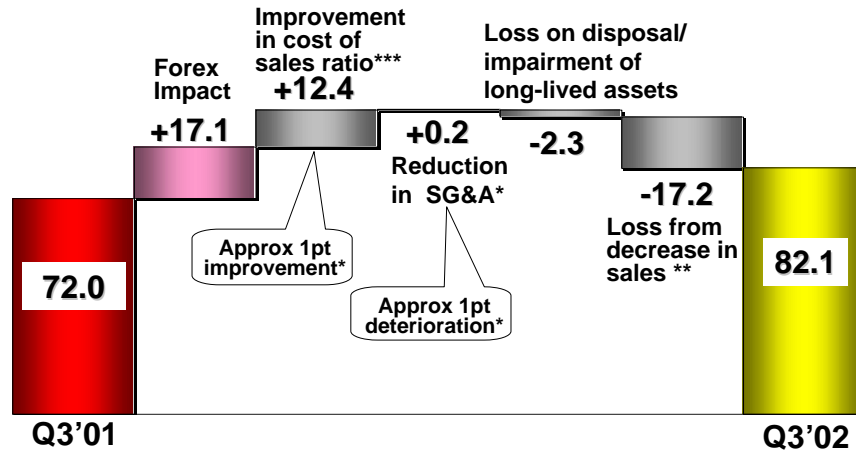 Forex
Impact
+17.1
Improvement
in cost of
sales ratio***
+12.4
+0.2
Reduction
in SG&A*
Loss on disposal/
impairment of
long-lived assets
-2.3
-17.2
Loss from
decrease in
sales **
Approx 1pt
improvement*
Approx 1pt
deterioration*
72.0
82.1
Q3’01
Q3’02